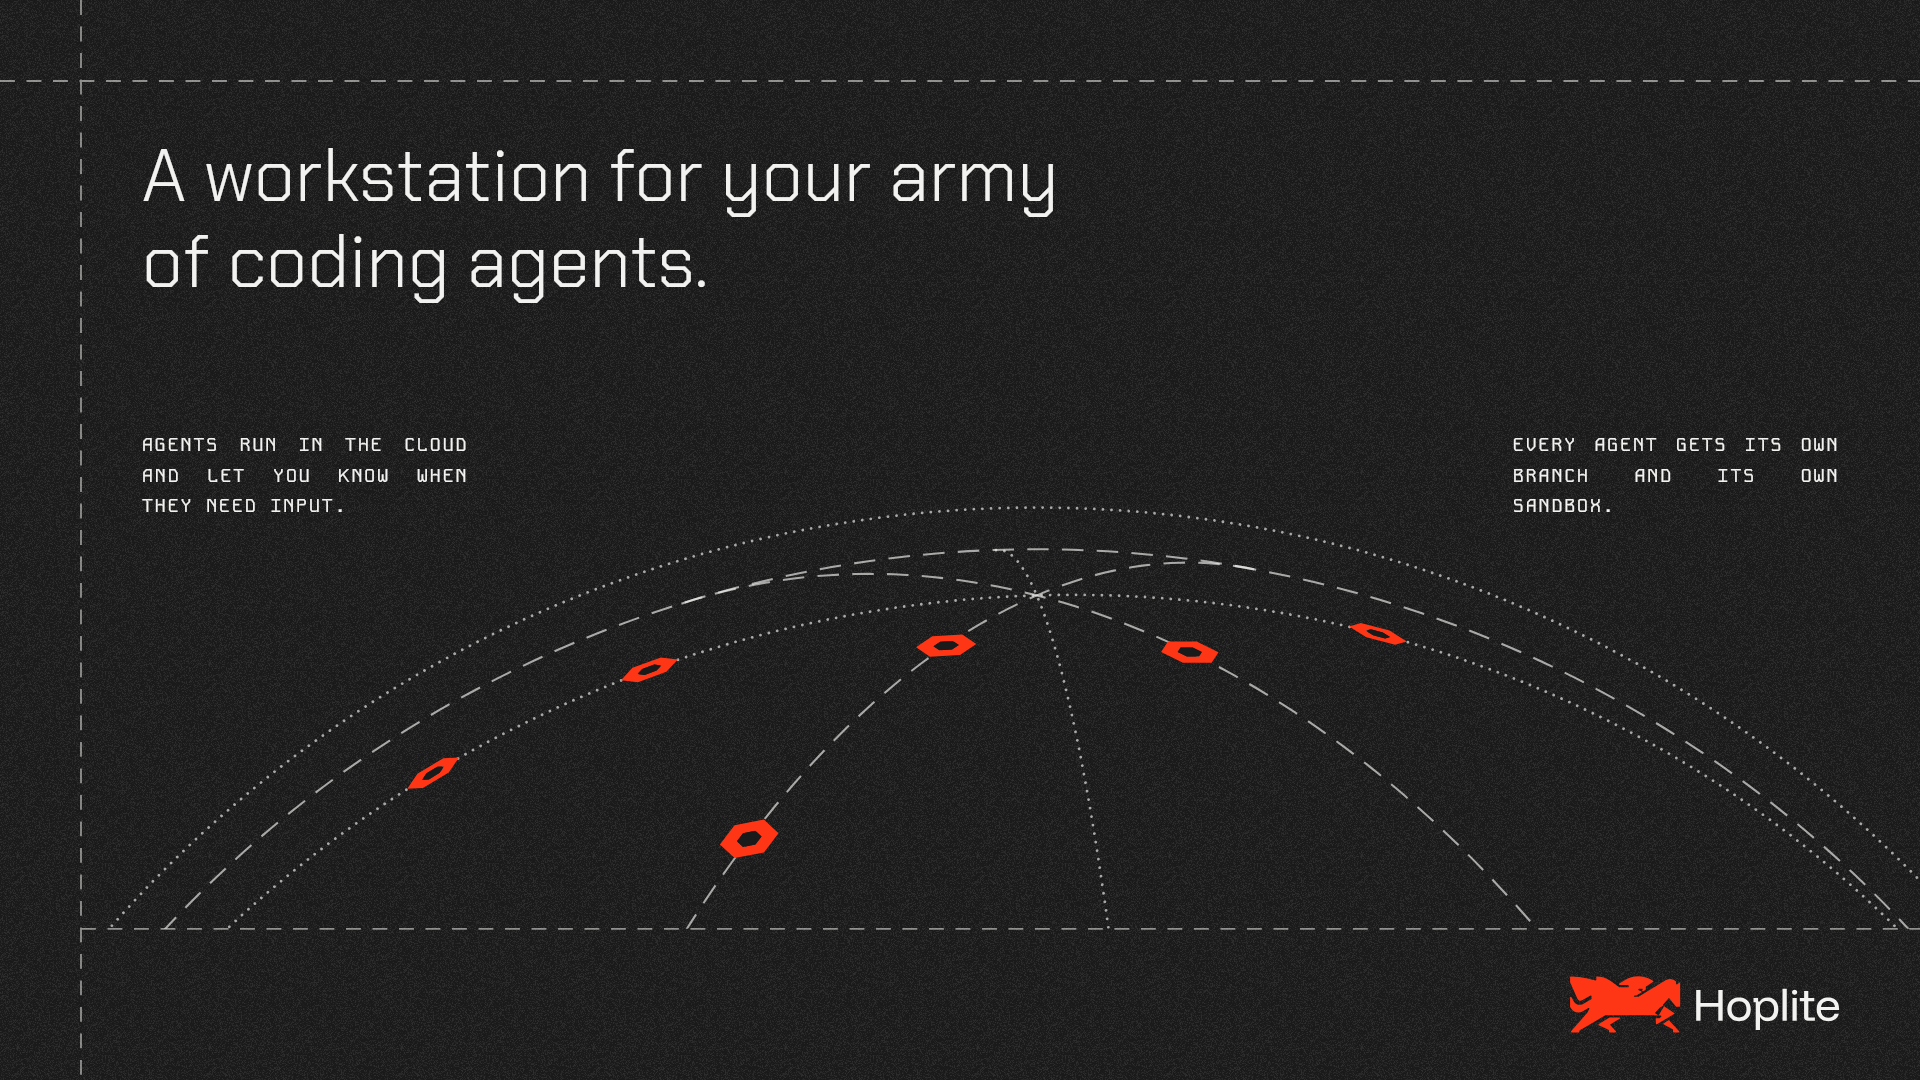 A workstation for your army
of coding agents.
AGENTS RUN IN THE CLOUD
AND LET YOU KNOW WHEN
THEY NEED INPUT.
EVERY AGENT GETS ITS OWN
BRANCH AND ITS OWN
SANDBOX.
Hoplite